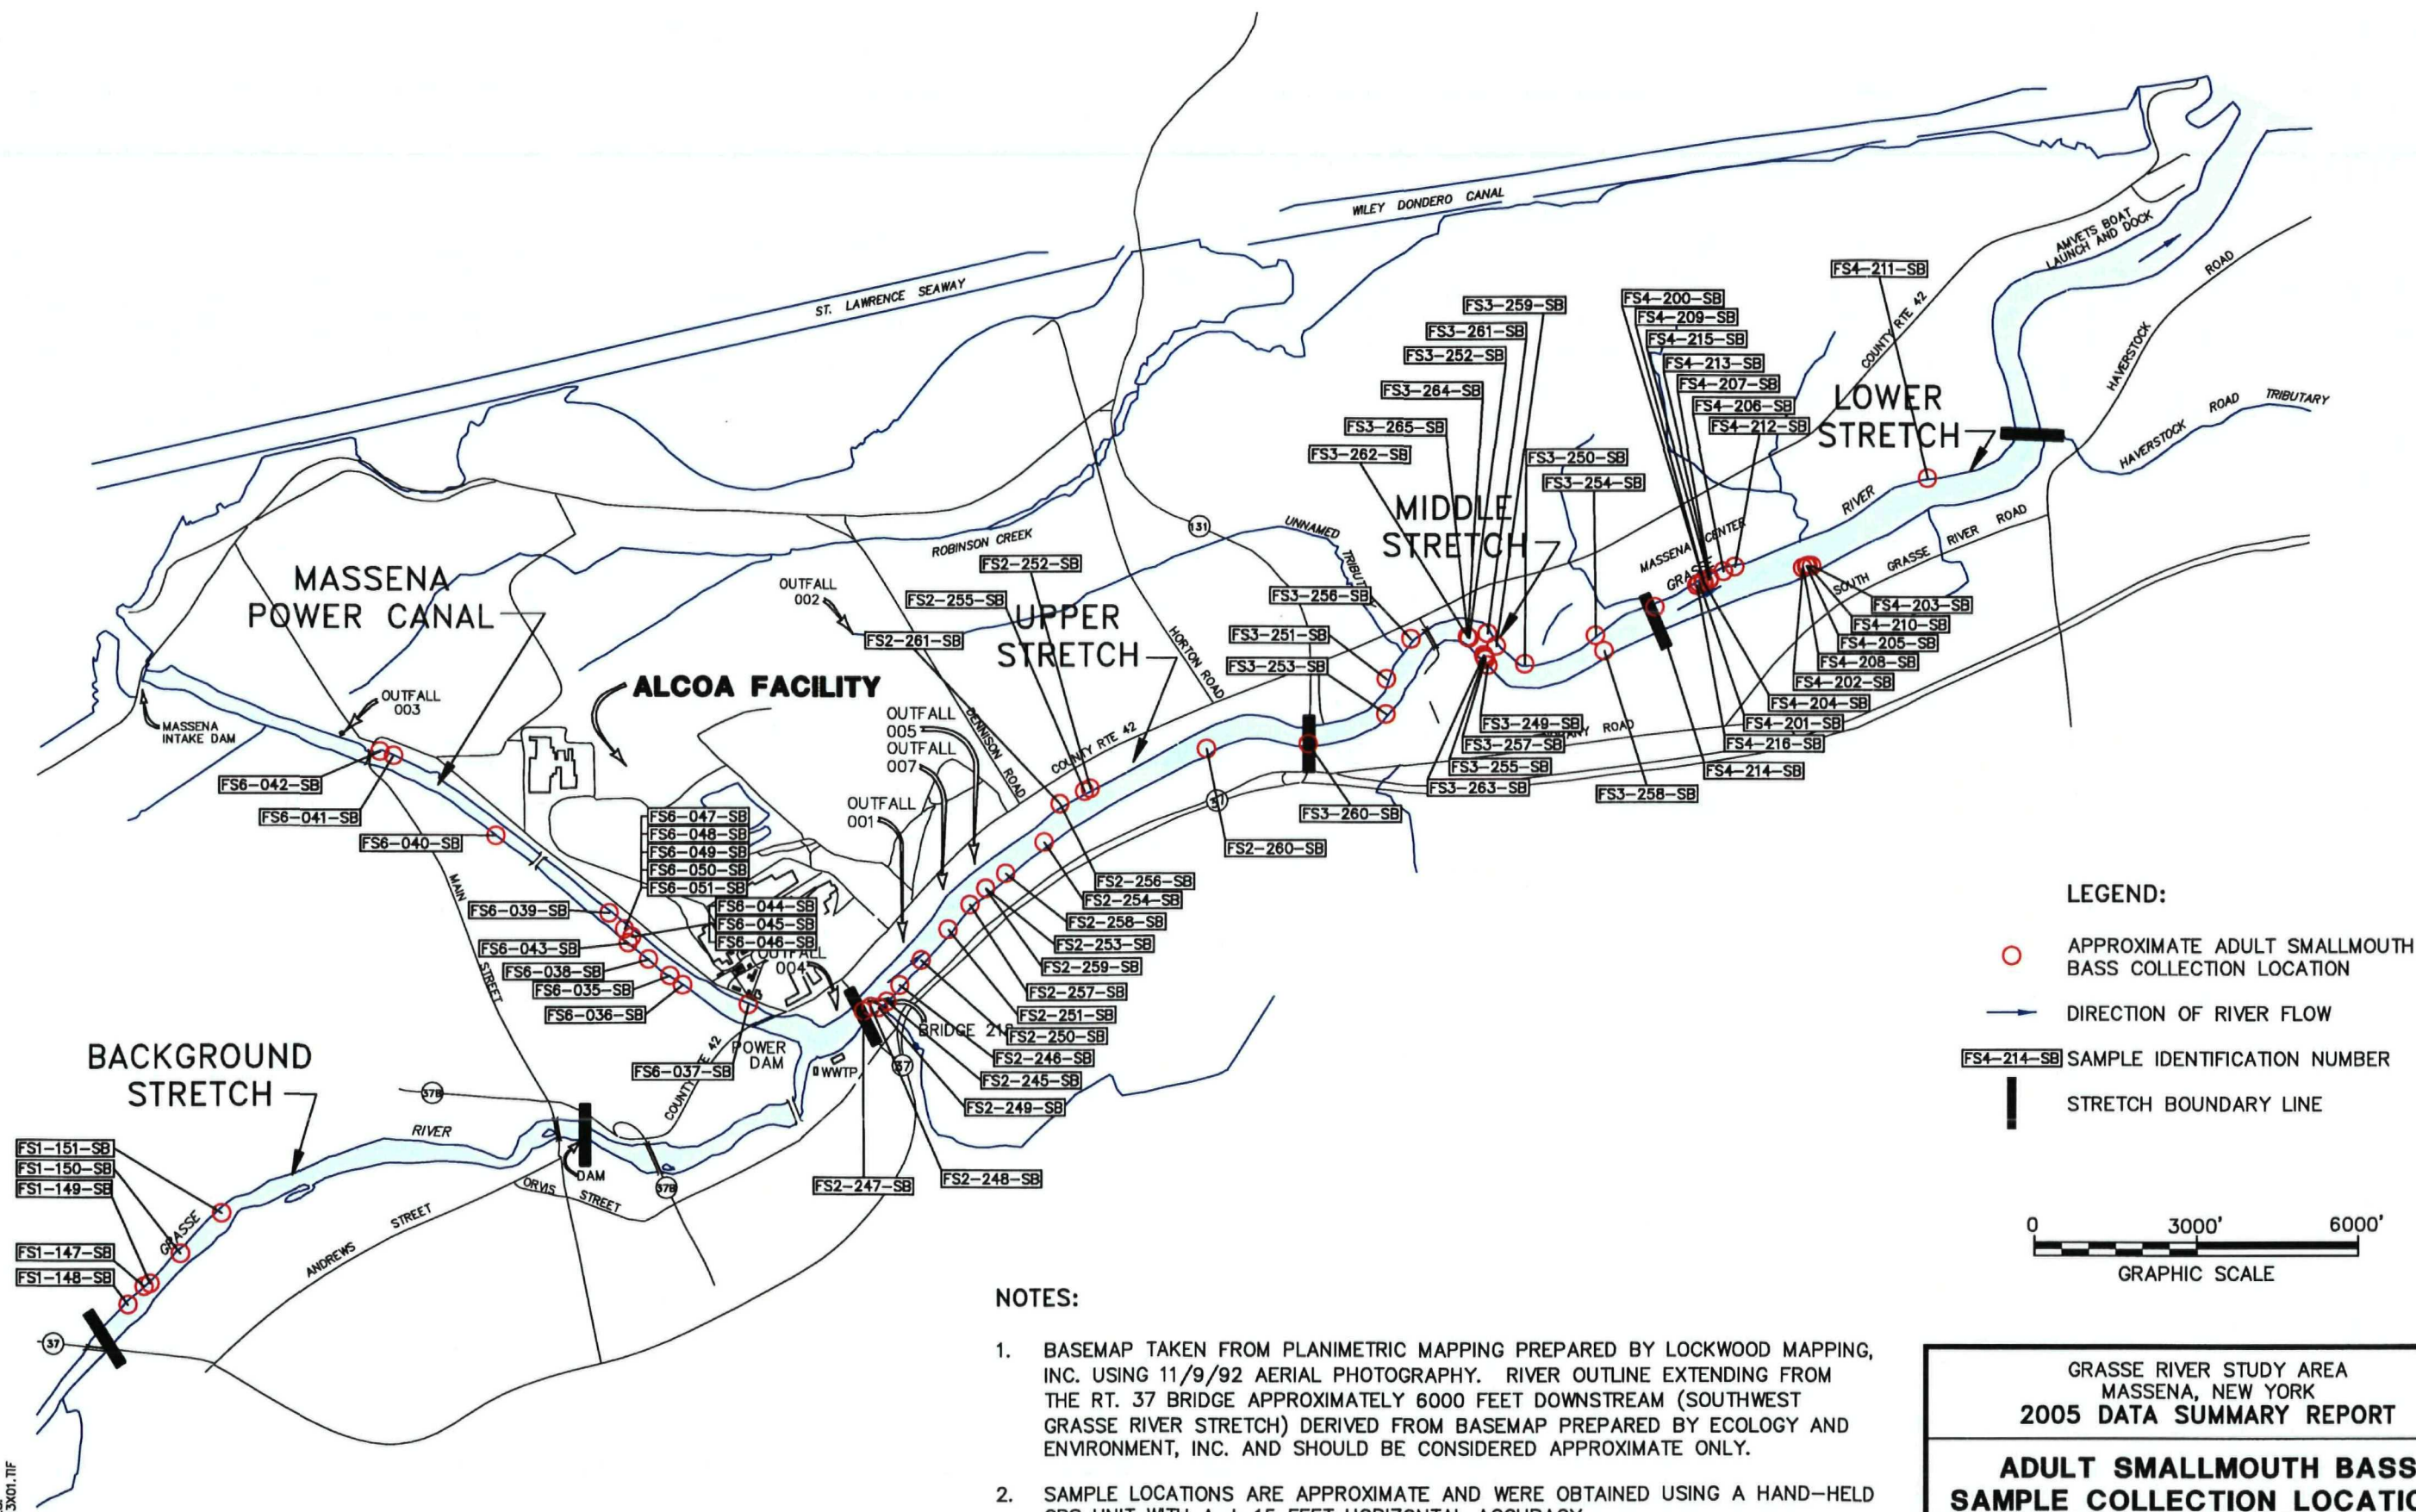 WILEY DONDERO CANAL
ST. LAWRENCE SEAWAY
AMVETS BOAT
LAUNCH AND DOCK
HAVERSTOCK
ROAD
HAVERSTOCK ROAD TRIBUTARY
COUNTY RTE 42
FS4-211-SB
FS3-259-SB
FS3-261-SB
FS3-252-SB
FS3-264-SB
FS3-265-SB
FS3-262-SB
FS4-200-SB
FS4-209-SB
FS4-215-SB
FS4-213-SB
FS4-207-SB
FS4-206-SB
FS4-212-SB
LOWER
STRETCH
FS3-250-SB
FS3-254-SB
MIDDLE
STRETCH
MASSENA CENTER
GRASSE
RIVER
SOUTH GRASSE RIVER ROAD
131
UNNAMED
ROBINSON CREEK
FS2-252-SB
FS2-255-SB
FS2-261-SB
UPPER
STRETCH
HORTON ROAD
FS3-256-SB
FS3-251-SB
FS3-253-SB
FS4-203-SB
FS4-210-SB
FS4-205-SB
FS4-208-SB
FS4-202-SB
FS4-204-SB
FS4-201-SB
FS4-216-SB
FS4-214-SB
FS3-249-SB
FS3-257-SB
FS3-255-SB
FS3-263-SB
ROAD
FS3-258-SB
FS3-260-SB
FS2-260-SB
37
MASSENA
POWER CANAL
OUTFALL
002
OUTFALL
003
ALCOA FACILITY
MASSENA
INTAKE DAM
FS6-042-SB
FS6-041-SB
FS6-040-SB
OUTFALL
005
OUTFALL
007
OUTFALL
001
DENNISON ROAD
COUNTY RTE 42
FS6-047-SB
FS6-048-SB
FS6-049-SB
FS6-050-SB
FS6-051-SB
FS6-044-SB
FS6-045-SB
FS6-046-SB
OUTFALL
004
FS6-039-SB
FS6-043-SB
FS6-038-SB
FS6-035-SB
FS6-036-SB
FS6-037-SB
MAIN
STREET
FS2-256-SB
FS2-254-SB
FS2-258-SB
FS2-253-SB
FS2-259-SB
FS2-257-SB
FS2-251-SB
FS2-250-SB
FS2-246-SB
FS2-245-SB
FS2-249-SB
FS2-248-SB
FS2-247-SB
BRIDGE
POWER
DAM
WWTP
37
COUNTY
42
BACKGROUND
STRETCH
37B
RIVER
DAM
37B
ORVIS STREET
ANDREWS STREET
GRASSE
FS1-151-SB
FS1-150-SB
FS1-149-SB
FS1-147-SB
FS1-148-SB
37
LEGEND:
APPROXIMATE ADULT SMALLMOUTH
BASS COLLECTION LOCATION
DIRECTION OF RIVER FLOW
FS4-214-SB SAMPLE IDENTIFICATION NUMBER
STRETCH BOUNDARY LINE
0 3000' 6000'
GRAPHIC SCALE
NOTES:
1. BASEMAP TAKEN FROM PLANIMETRIC MAPPING PREPARED BY LOCKWOOD MAPPING,
INC. USING 11/9/92 AERIAL PHOTOGRAPHY. RIVER OUTLINE EXTENDING FROM
THE RT. 37 BRIDGE APPROXIMATELY 6000 FEET DOWNSTREAM (SOUTHWEST
GRASSE RIVER STRETCH) DERIVED FROM BASEMAP PREPARED BY ECOLOGY AND
ENVIRONMENT, INC. AND SHOULD BE CONSIDERED APPROXIMATE ONLY.
2. SAMPLE LOCATIONS ARE APPROXIMATE AND WERE OBTAINED USING A HAND-HELD
GRASSE RIVER STUDY AREA
MASSENA, NEW YORK
2005 DATA SUMMARY REPORT
ADULT SMALLMOUTH BASS
SAMPLE COLLECTION
3X01.TIF